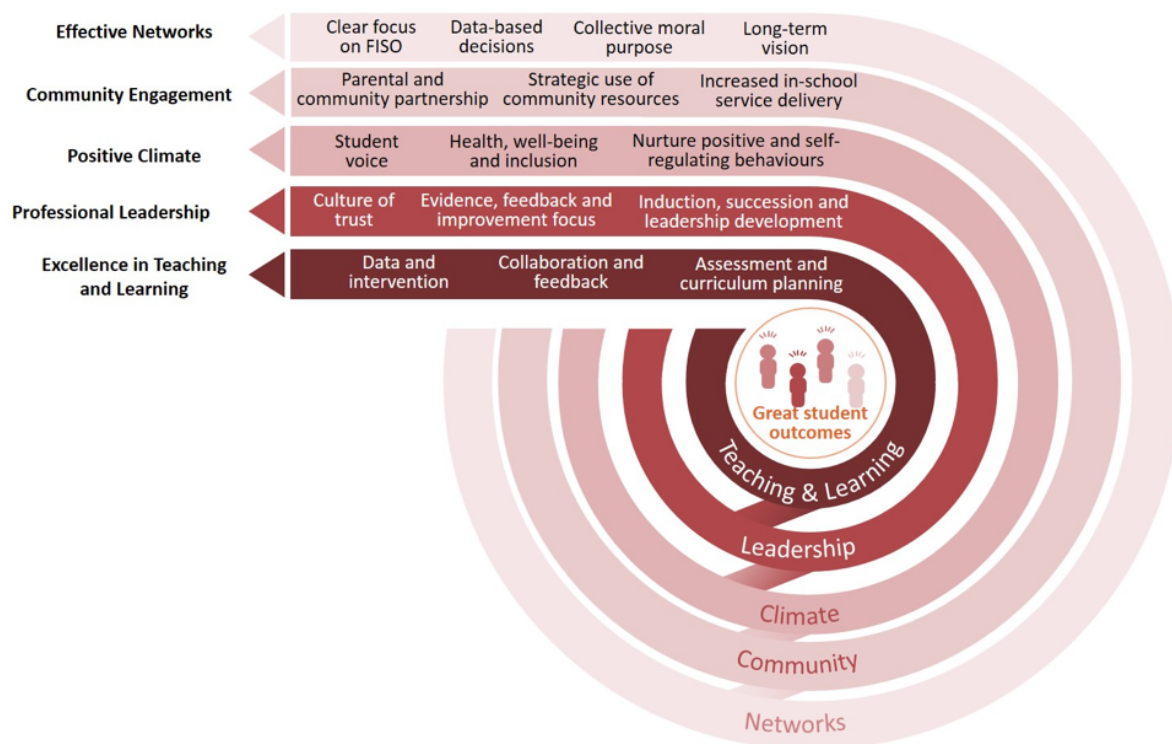 Effective Networks
Clear focus
on FISO
Data-based
decisions
Collective moral
purpose
Long-term
vision
Community Engagement
Parental and
community partnership
Strategic use of
community resources
Increased in-school
service delivery
Positive Climate
Student
voice
Health, well-being
and inclusion
Nurture positive and self-
regulating behaviours
Professional Leadership
Culture of
trust
Evidence, feedback and
improvement focus
Induction, succession and
leadership development
Excellence in Teaching
and Learning
Data and
intervention
Collaboration and
feedback
Assessment and
curriculum planning
Great student
outcomes
Teaching & Learning
Leadership
Climate
Community
Networks